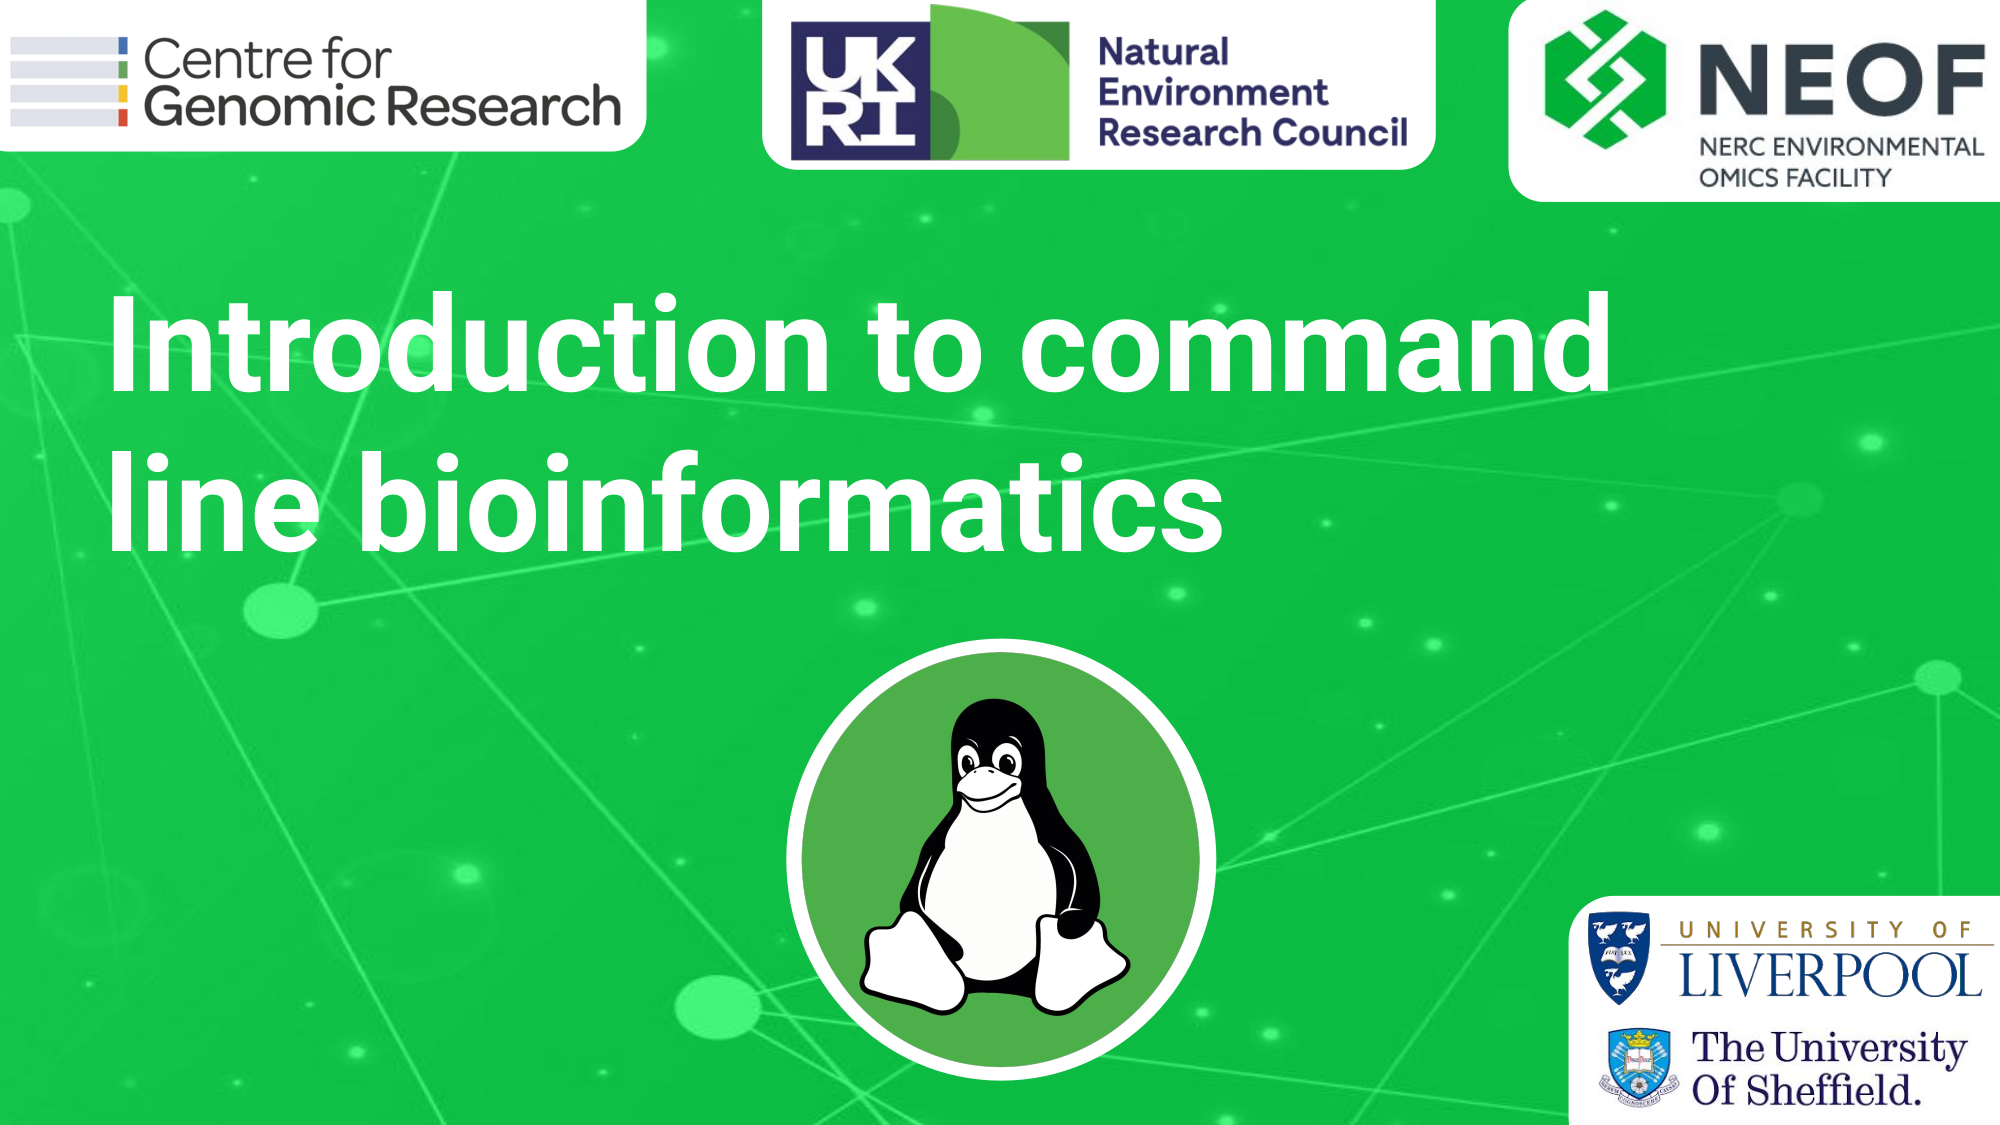 Centre for
Genomic Research
UK
RI
Natural
Environment
Research Council
NEOF
NERC ENVIRONMENTAL
OMICS FACILITY
Introduction to command
line bioinformatics
UNIVERSITY OF
LIVERPOOL
The University
Of Sheffield.